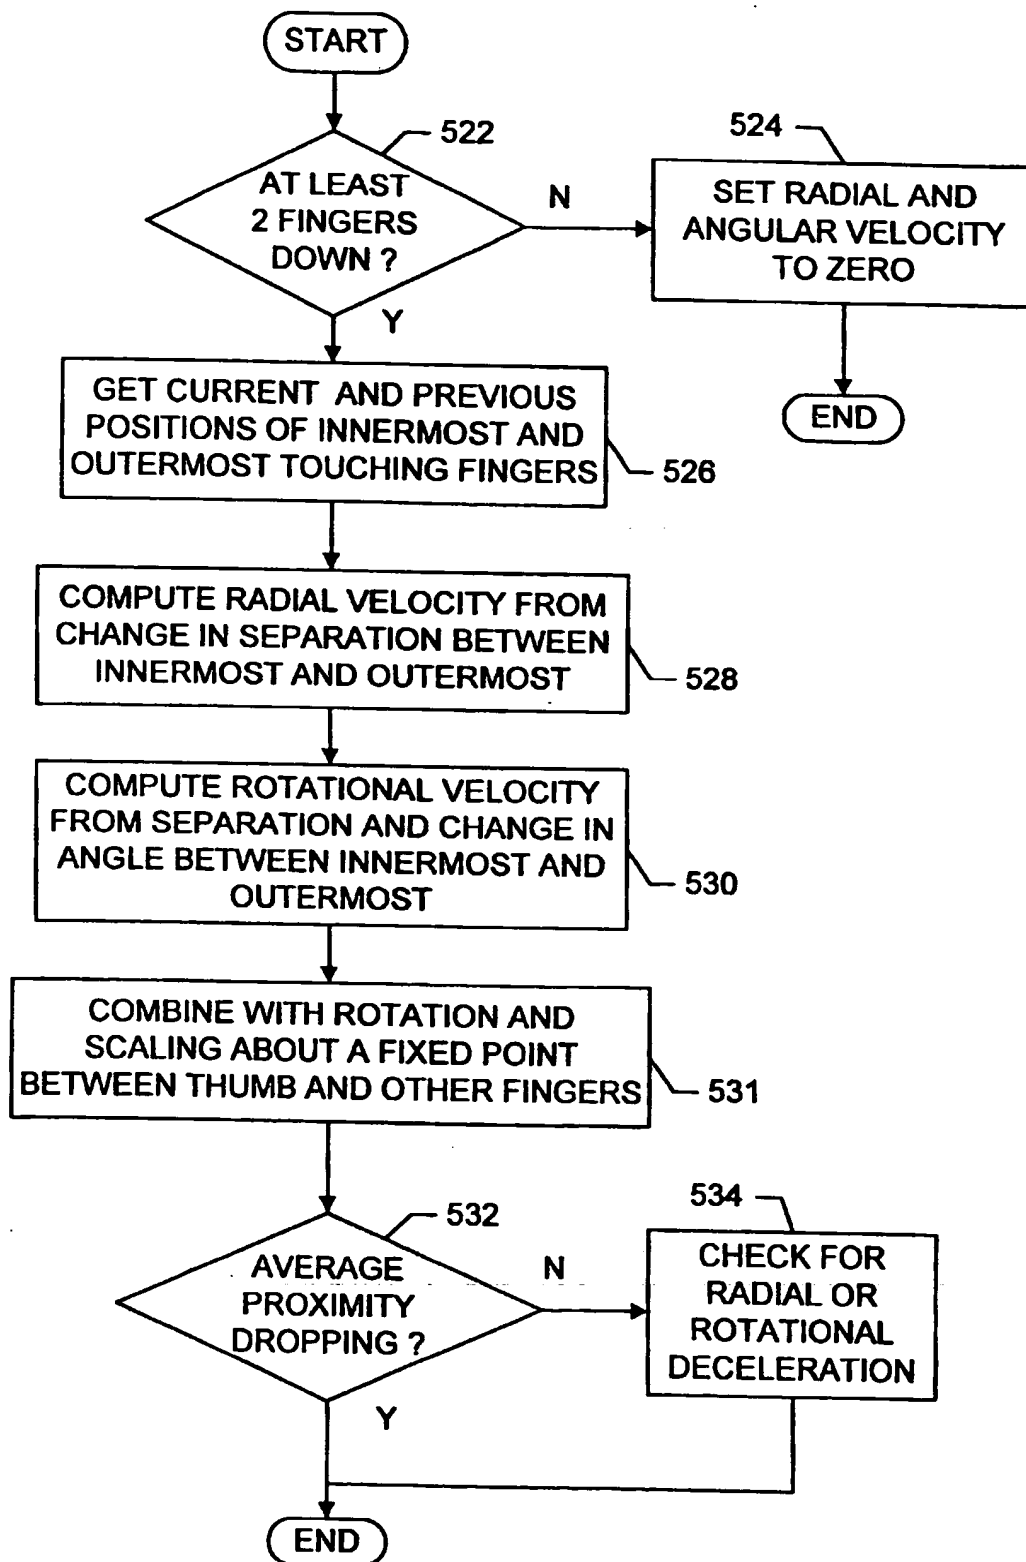 START
522
AT LEAST
2 FINGERS
DOWN ?
N
Y
524
SET RADIAL AND
ANGULAR VELOCITY
TO ZERO
END
GET CURRENT AND PREVIOUS
POSITIONS OF INNERMOST AND
OUTERMOST TOUCHING FINGERS
526
COMPUTE RADIAL VELOCITY FROM
CHANGE IN SEPARATION BETWEEN
INNERMOST AND OUTERMOST
528
COMPUTE ROTATIONAL VELOCITY
FROM SEPARATION AND CHANGE IN
ANGLE BETWEEN INNERMOST AND
OUTERMOST
530
COMBINE WITH ROTATION AND
SCALING ABOUT A FIXED POINT
BETWEEN THUMB AND OTHER FINGERS
531
532
AVERAGE
PROXIMITY
DROPPING ?
N
Y
534
CHECK FOR
RADIAL OR
ROTATIONAL
DECELERATION
END